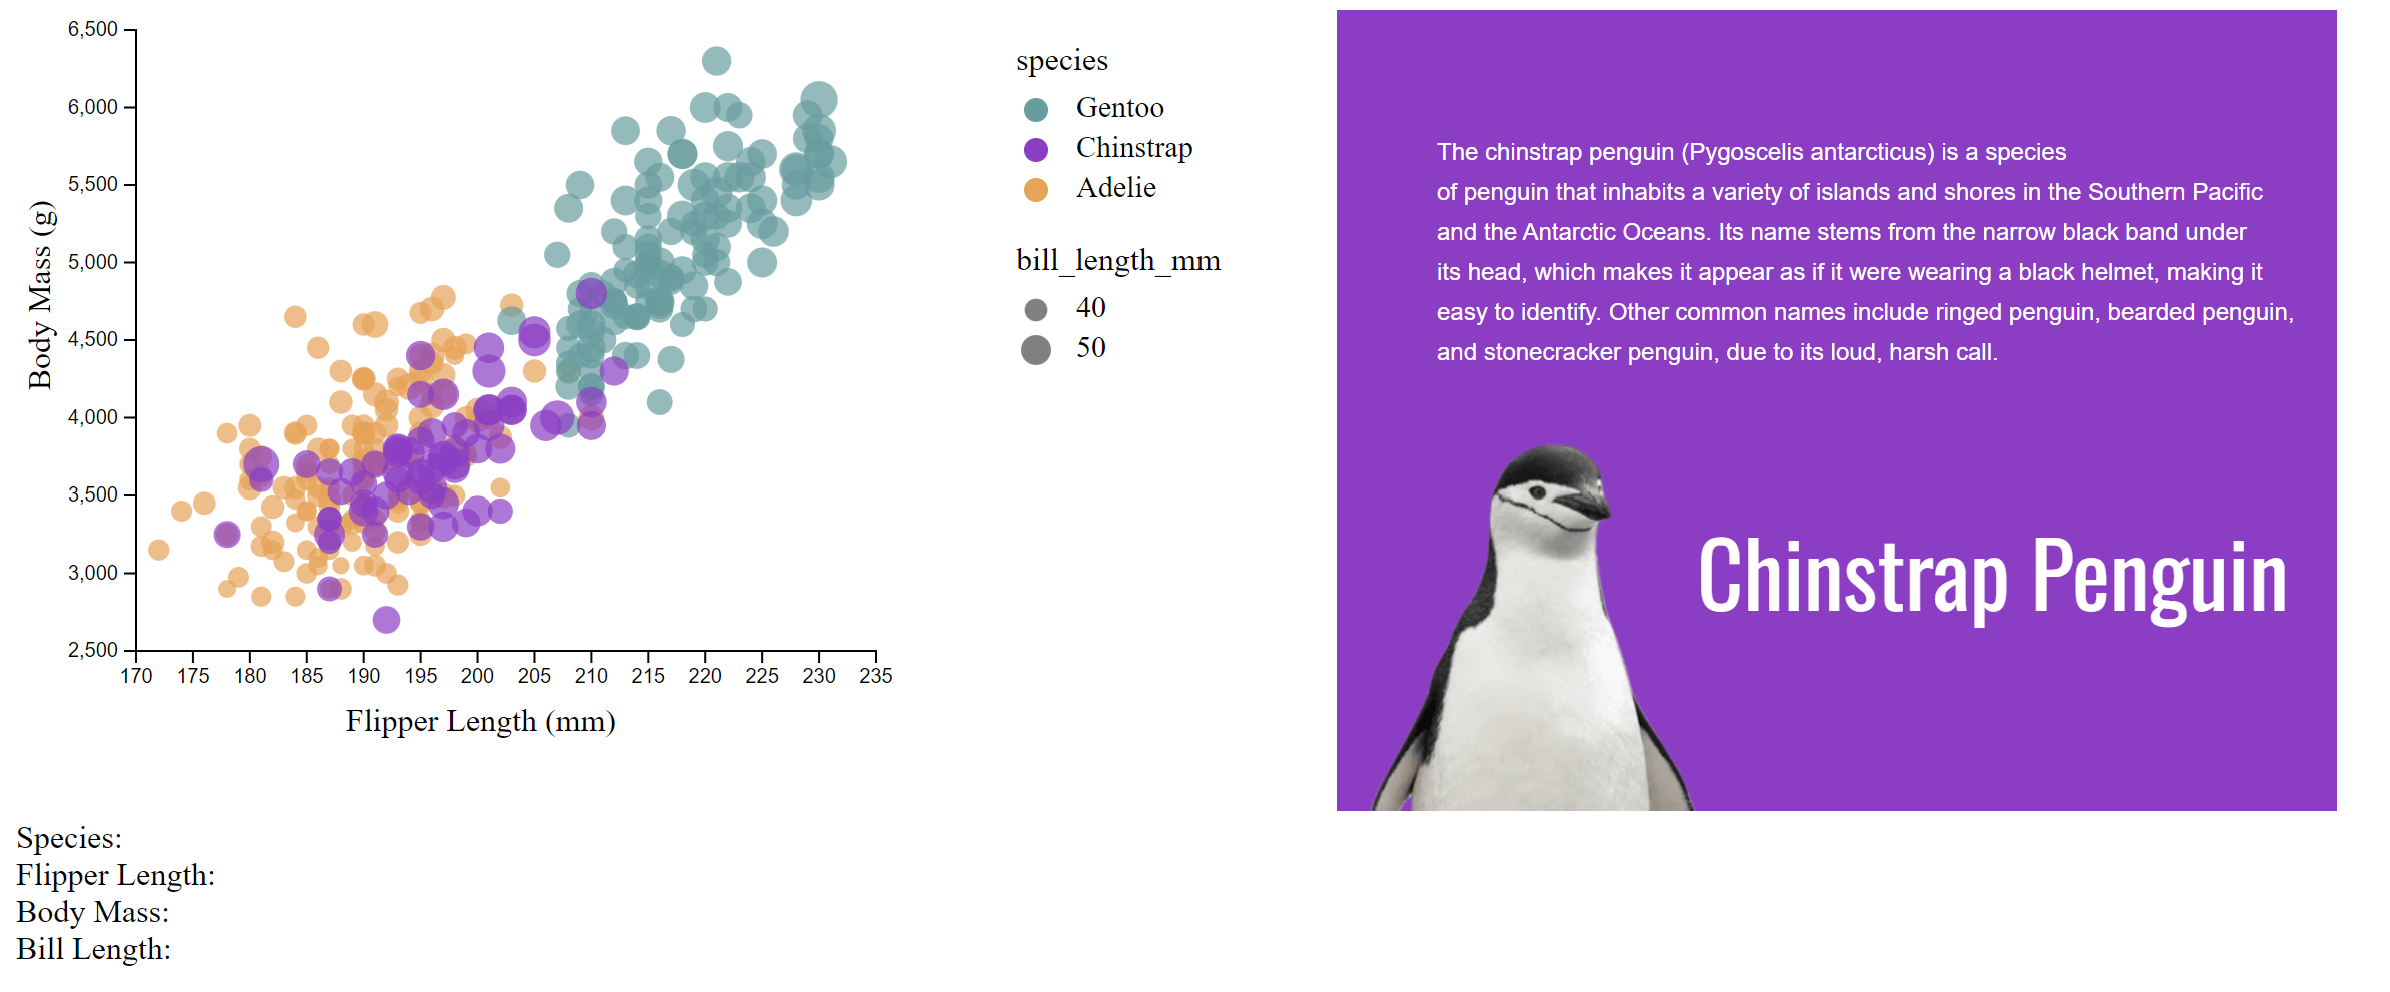 6,500
6,000
5,500
5,000
4,500
4,000
3,500
3,000
2,500
Body Mass (g)
170 175 180 185 190 195 200 205 210 215 220 225 230 235
Flipper Length (mm)
species
Gentoo
Chinstrap
Adelie
bill_length_mm
40
50
The chinstrap penguin (Pygoscelis antarcticus) is a species
of penguin that inhabits a variety of islands and shores in the Southern Pacific
and the Antarctic Oceans. Its name stems from the narrow black band under
its head, which makes it appear as if it were wearing a black helmet, making it
easy to identify. Other common names include ringed penguin, bearded penguin,
and stonecracker penguin, due to its loud, harsh call.
Chinstrap Penguin
Species:
Flipper Length:
Body Mass:
Bill Length: